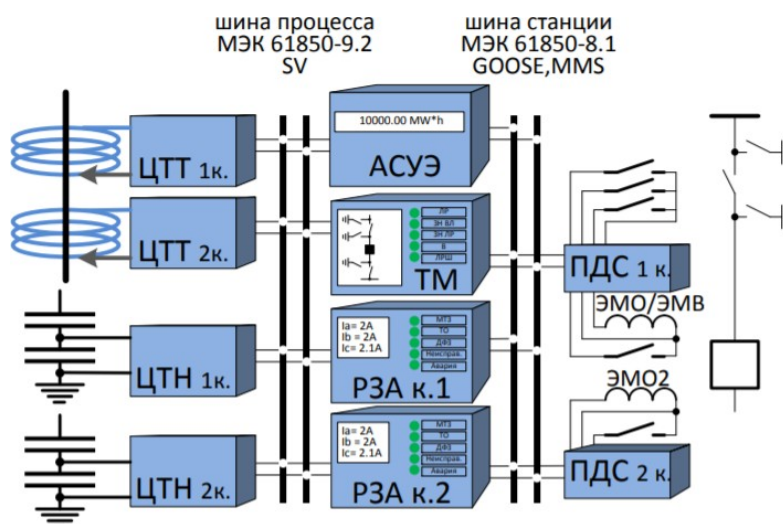 шина процесса
МЭК 61850-9.2
SV
шина станции
МЭК 61850-8.1
GOOSE,MMS
ЦТТ 1к.
10000.00 MW*h
АСУЭ
ЦТТ 2к.
ЛР
ЗН ВЛ
ЗН ЛР
В
ЛРШ
ТМ
ПДС 1 к.
ЭМО/ЭМВ
ЦТН 1к.
Ia= 2A
Ib = 2A
Ic= 2.1A
МТЗ
ТО
ДФЗ
Неисправ.
Авария
РЗА к.1
ЭМО2
ЦТН 2к.
Ia= 2A
Ib = 2A
Ic= 2.1A
МТЗ
ТО
ДФЗ
Неисправ.
Авария
РЗА к.2
ПДС 2 к.